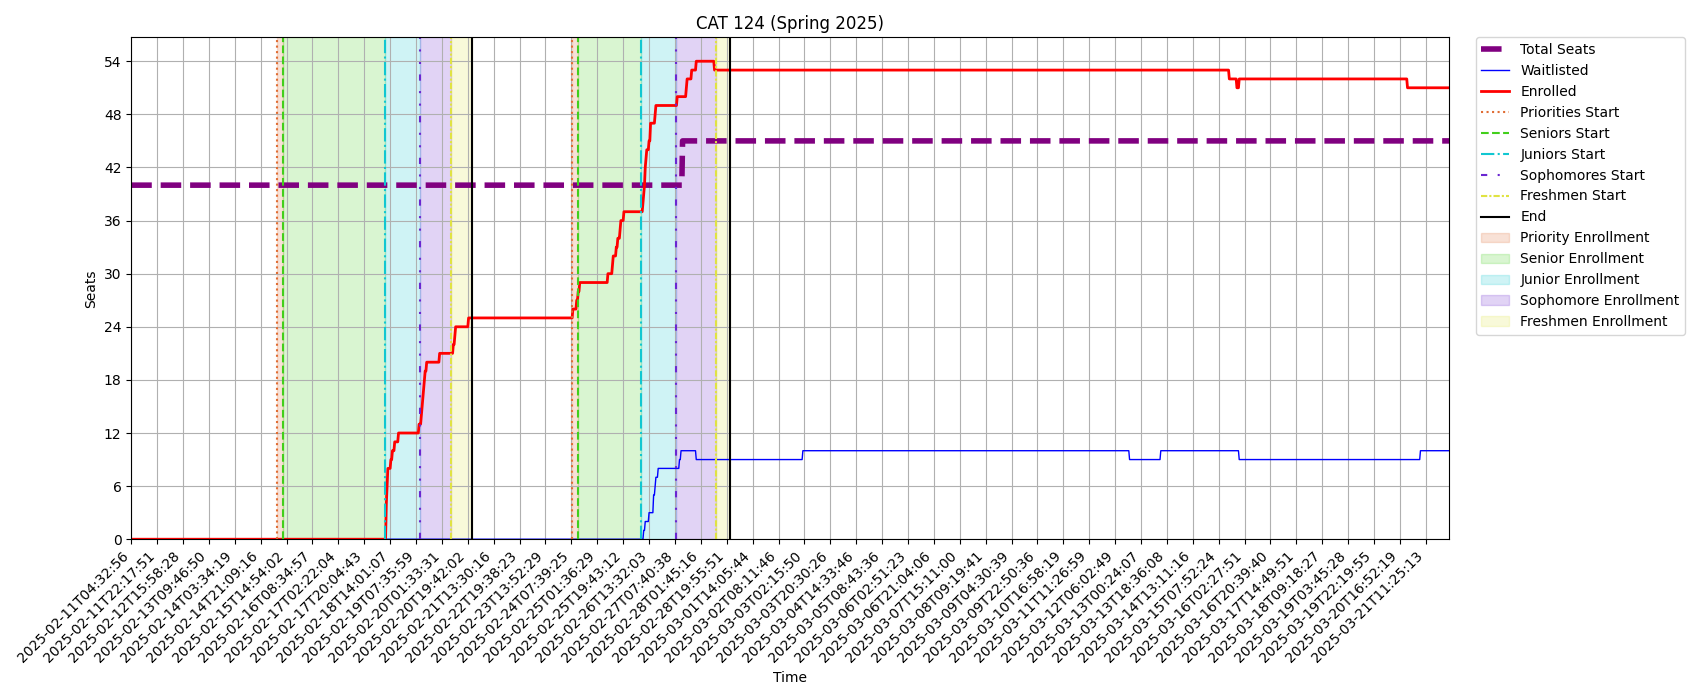 CAT 124 (Spring 2025)
54
48
42
36
30
24
18
12
6
0
Seats
2025-02-11T04:32:56
2025-02-11T22:17:51
2025-02-12T15:58:28
2025-02-13T09:46:50
2025-02-14T03:34:19
2025-02-14T21:09:16
2025-02-15T14:54:02
2025-02-16T08:34:57
2025-02-17T02:22:04
2025-02-17T20:04:43
2025-02-18T14:01:07
2025-02-19T07:35:59
2025-02-20T01:33:31
2025-02-20T19:42:02
2025-02-21T13:30:16
2025-02-22T19:38:23
2025-02-23T13:52:29
2025-02-24T07:39:25
2025-02-25T01:36:29
2025-02-25T19:43:12
2025-02-26T13:32:03
2025-02-27T07:40:38
2025-02-28T01:45:16
2025-02-28T19:55:51
2025-03-01T14:05:44
2025-03-02T08:11:46
2025-03-03T02:15:50
2025-03-03T20:30:26
2025-03-04T14:33:46
2025-03-05T08:43:36
2025-03-06T02:51:23
2025-03-06T21:04:06
2025-03-07T15:11:00
2025-03-08T09:19:41
2025-03-09T04:30:39
2025-03-09T22:50:36
2025-03-10T16:58:19
2025-03-11T11:26:59
2025-03-12T06:02:49
2025-03-13T00:24:07
2025-03-13T18:36:08
2025-03-14T13:11:16
2025-03-15T07:52:24
2025-03-16T02:27:51
2025-03-16T20:39:40
2025-03-17T14:49:51
2025-03-18T09:18:27
2025-03-19T03:45:28
2025-03-19T22:19:55
2025-03-20T16:52:19
2025-03-21T11:25:13
Time
Total Seats
Waitlisted
Enrolled
Priorities Start
Seniors Start
Juniors Start
Sophomores Start
Freshmen Start
End
Priority Enrollment
Senior Enrollment
Junior Enrollment
Sophomore Enrollment
Freshmen Enrollment